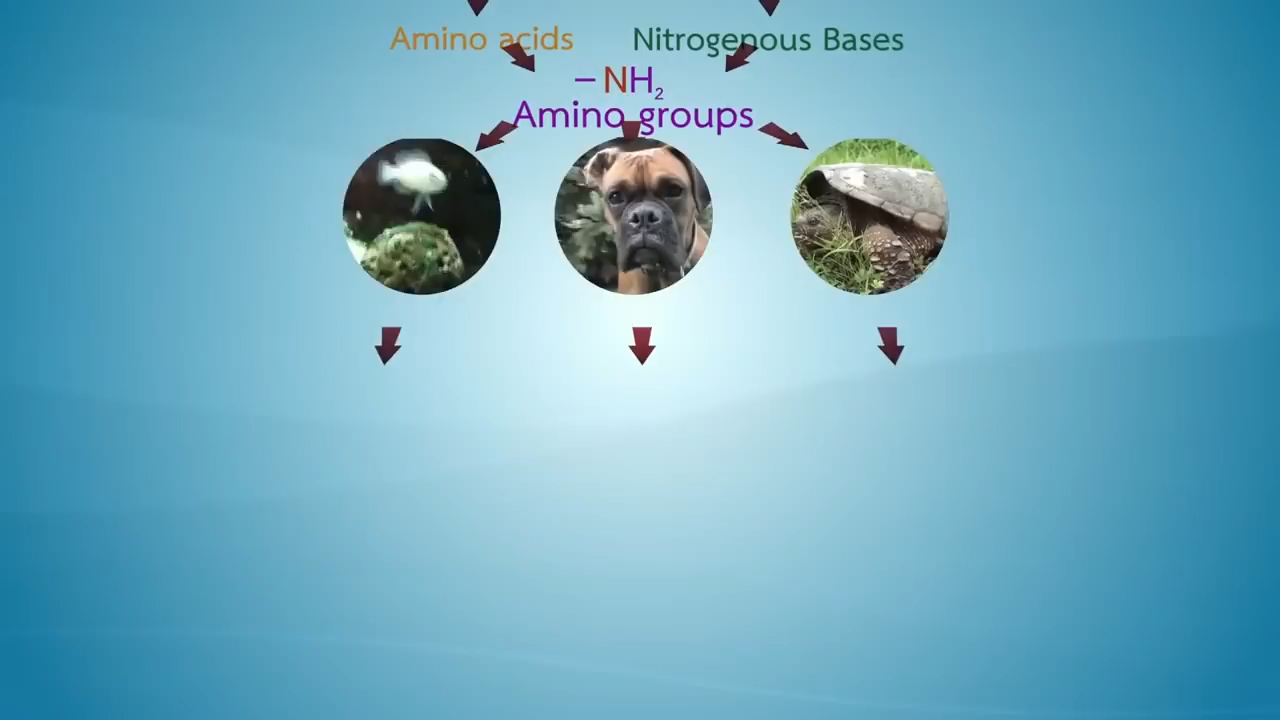 Amino acids
Nitrogenous Bases
– NH₂
Amino groups